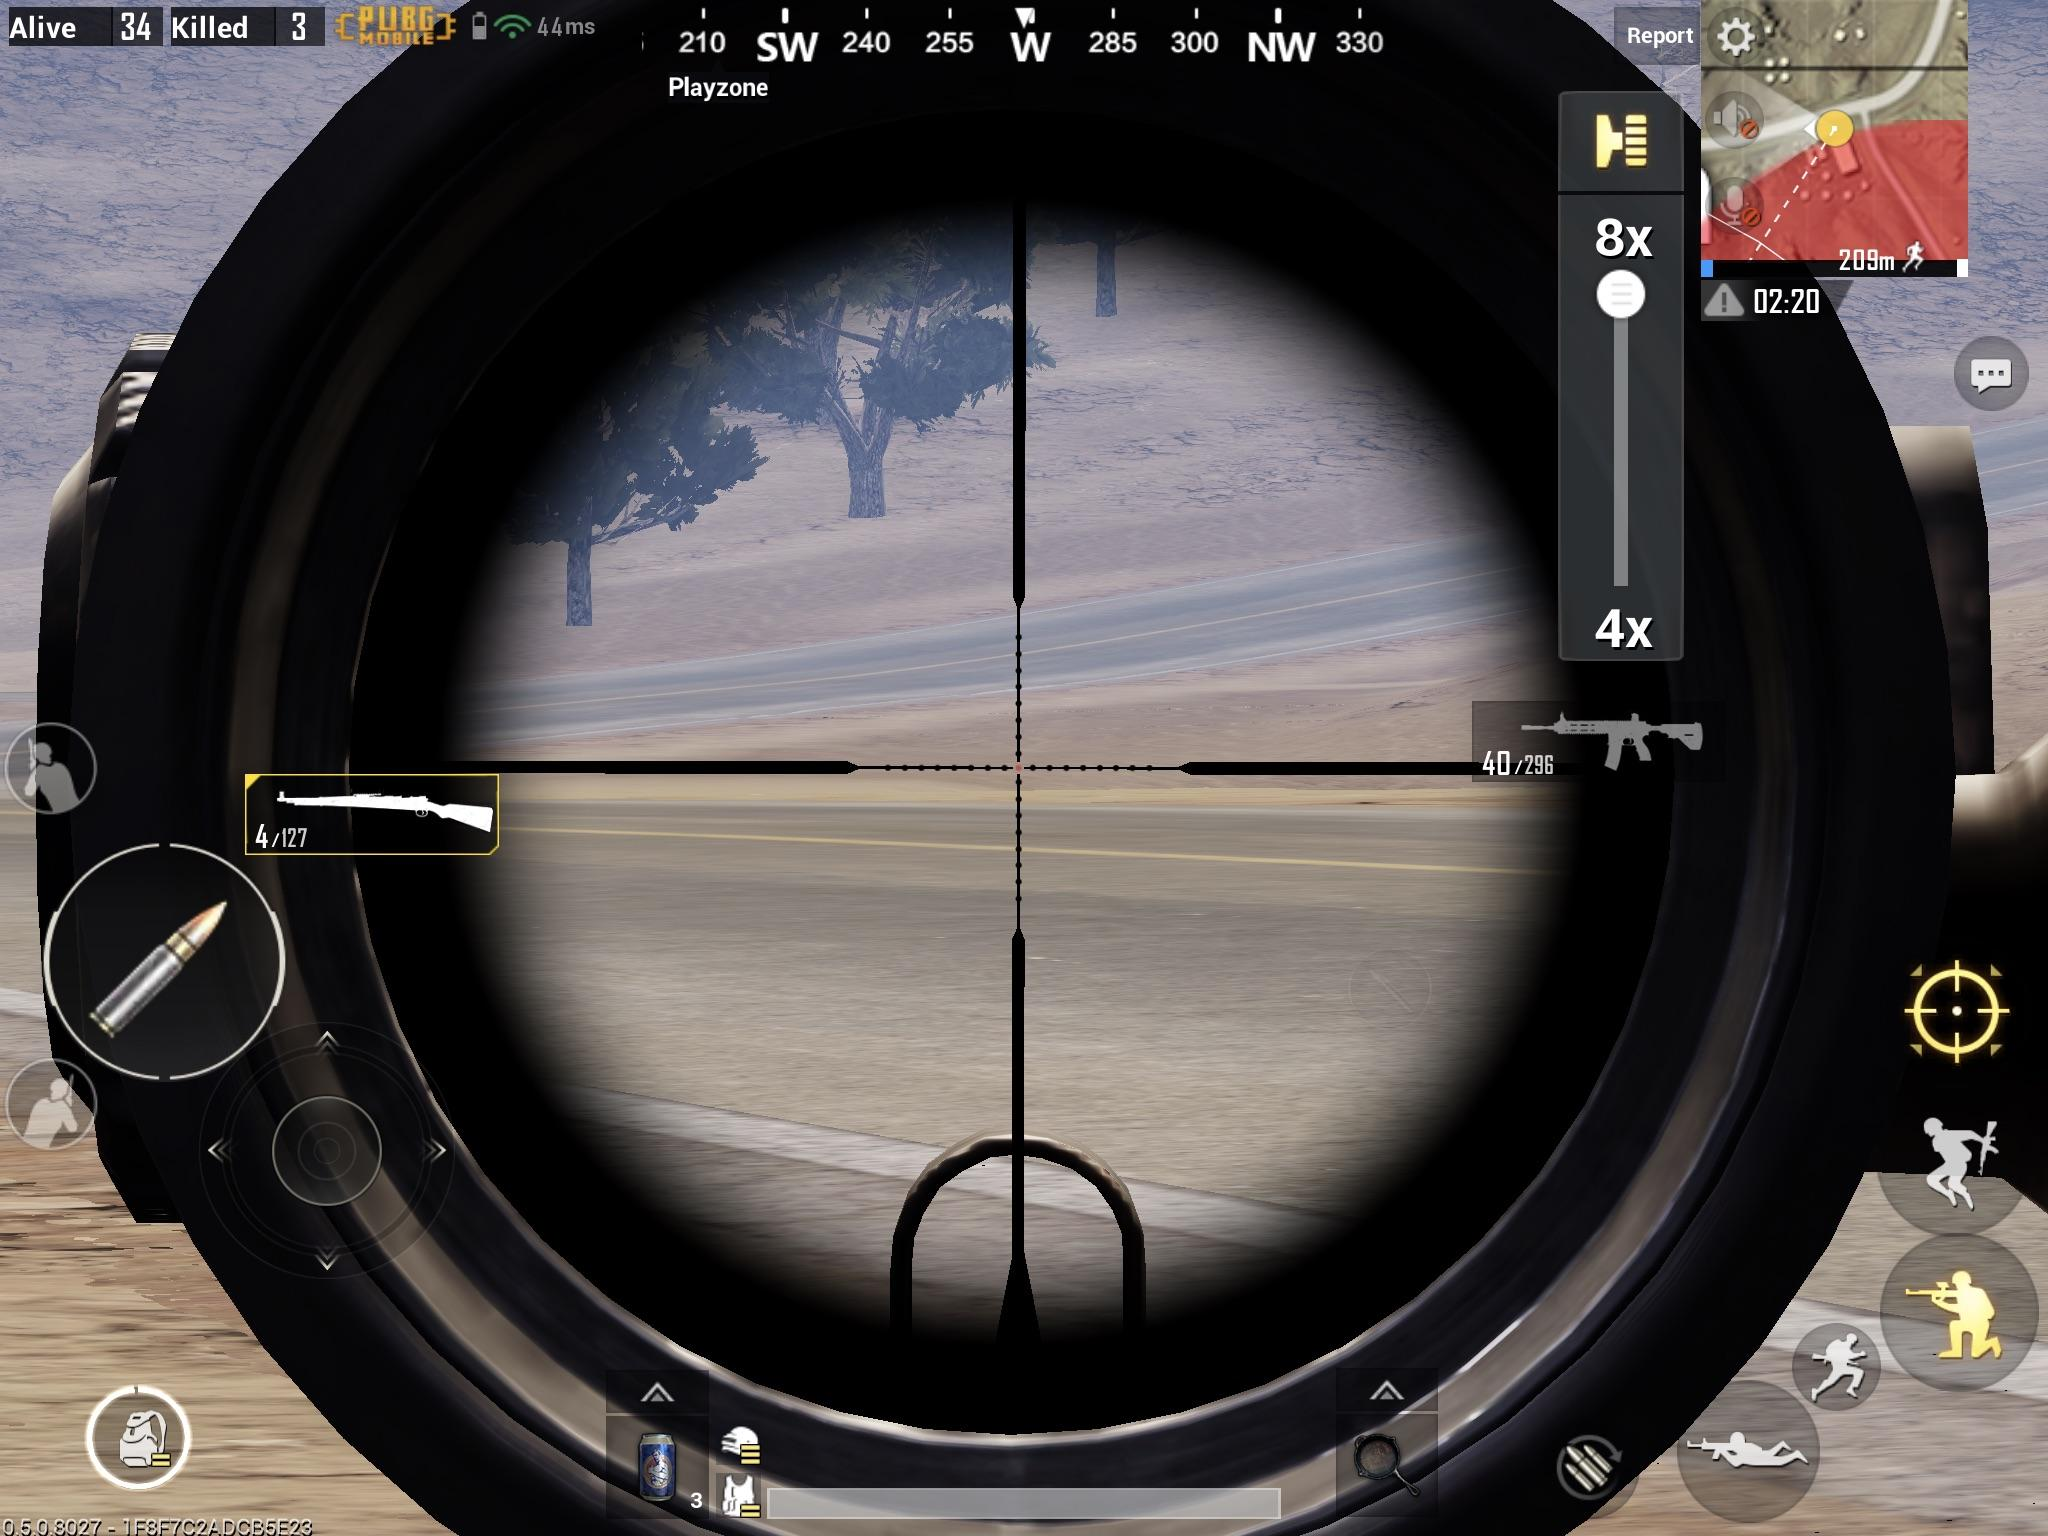 Alive 34 Killed 3 PUBG MOBILE 44ms
210 SW 240 255 W 285 300 NW 330
Playzone
Report
8x
209m
02:20
4x
40/296
4/127
3
0.5.0.8027 - 1F8F7C2ADCB5E23